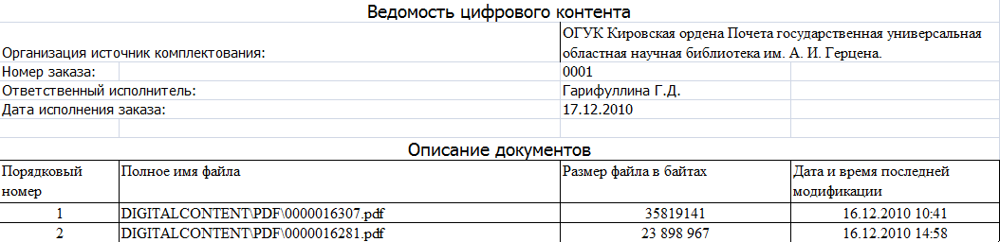 Ведомость цифрового контента
ОГУК Кировская ордена Почета государственная универсальная
Организация источник комплектования: областная научная библиотека им. А. И. Герцена.
Номер заказа: 0001
Ответственный исполнитель: Гарифуллина Г.Д.
Дата исполнения заказа: 17.12.2010
Описание документов
Порядковый Полное имя файла Размер файла в байтах Дата и время последней
номер модификации
1 DIGITALCONTENT\PDF\0000016307.pdf 35819141 16.12.2010 10:41
2 DIGITALCONTENT\PDF\0000016281.pdf 23 898 967 16.12.2010 14:58